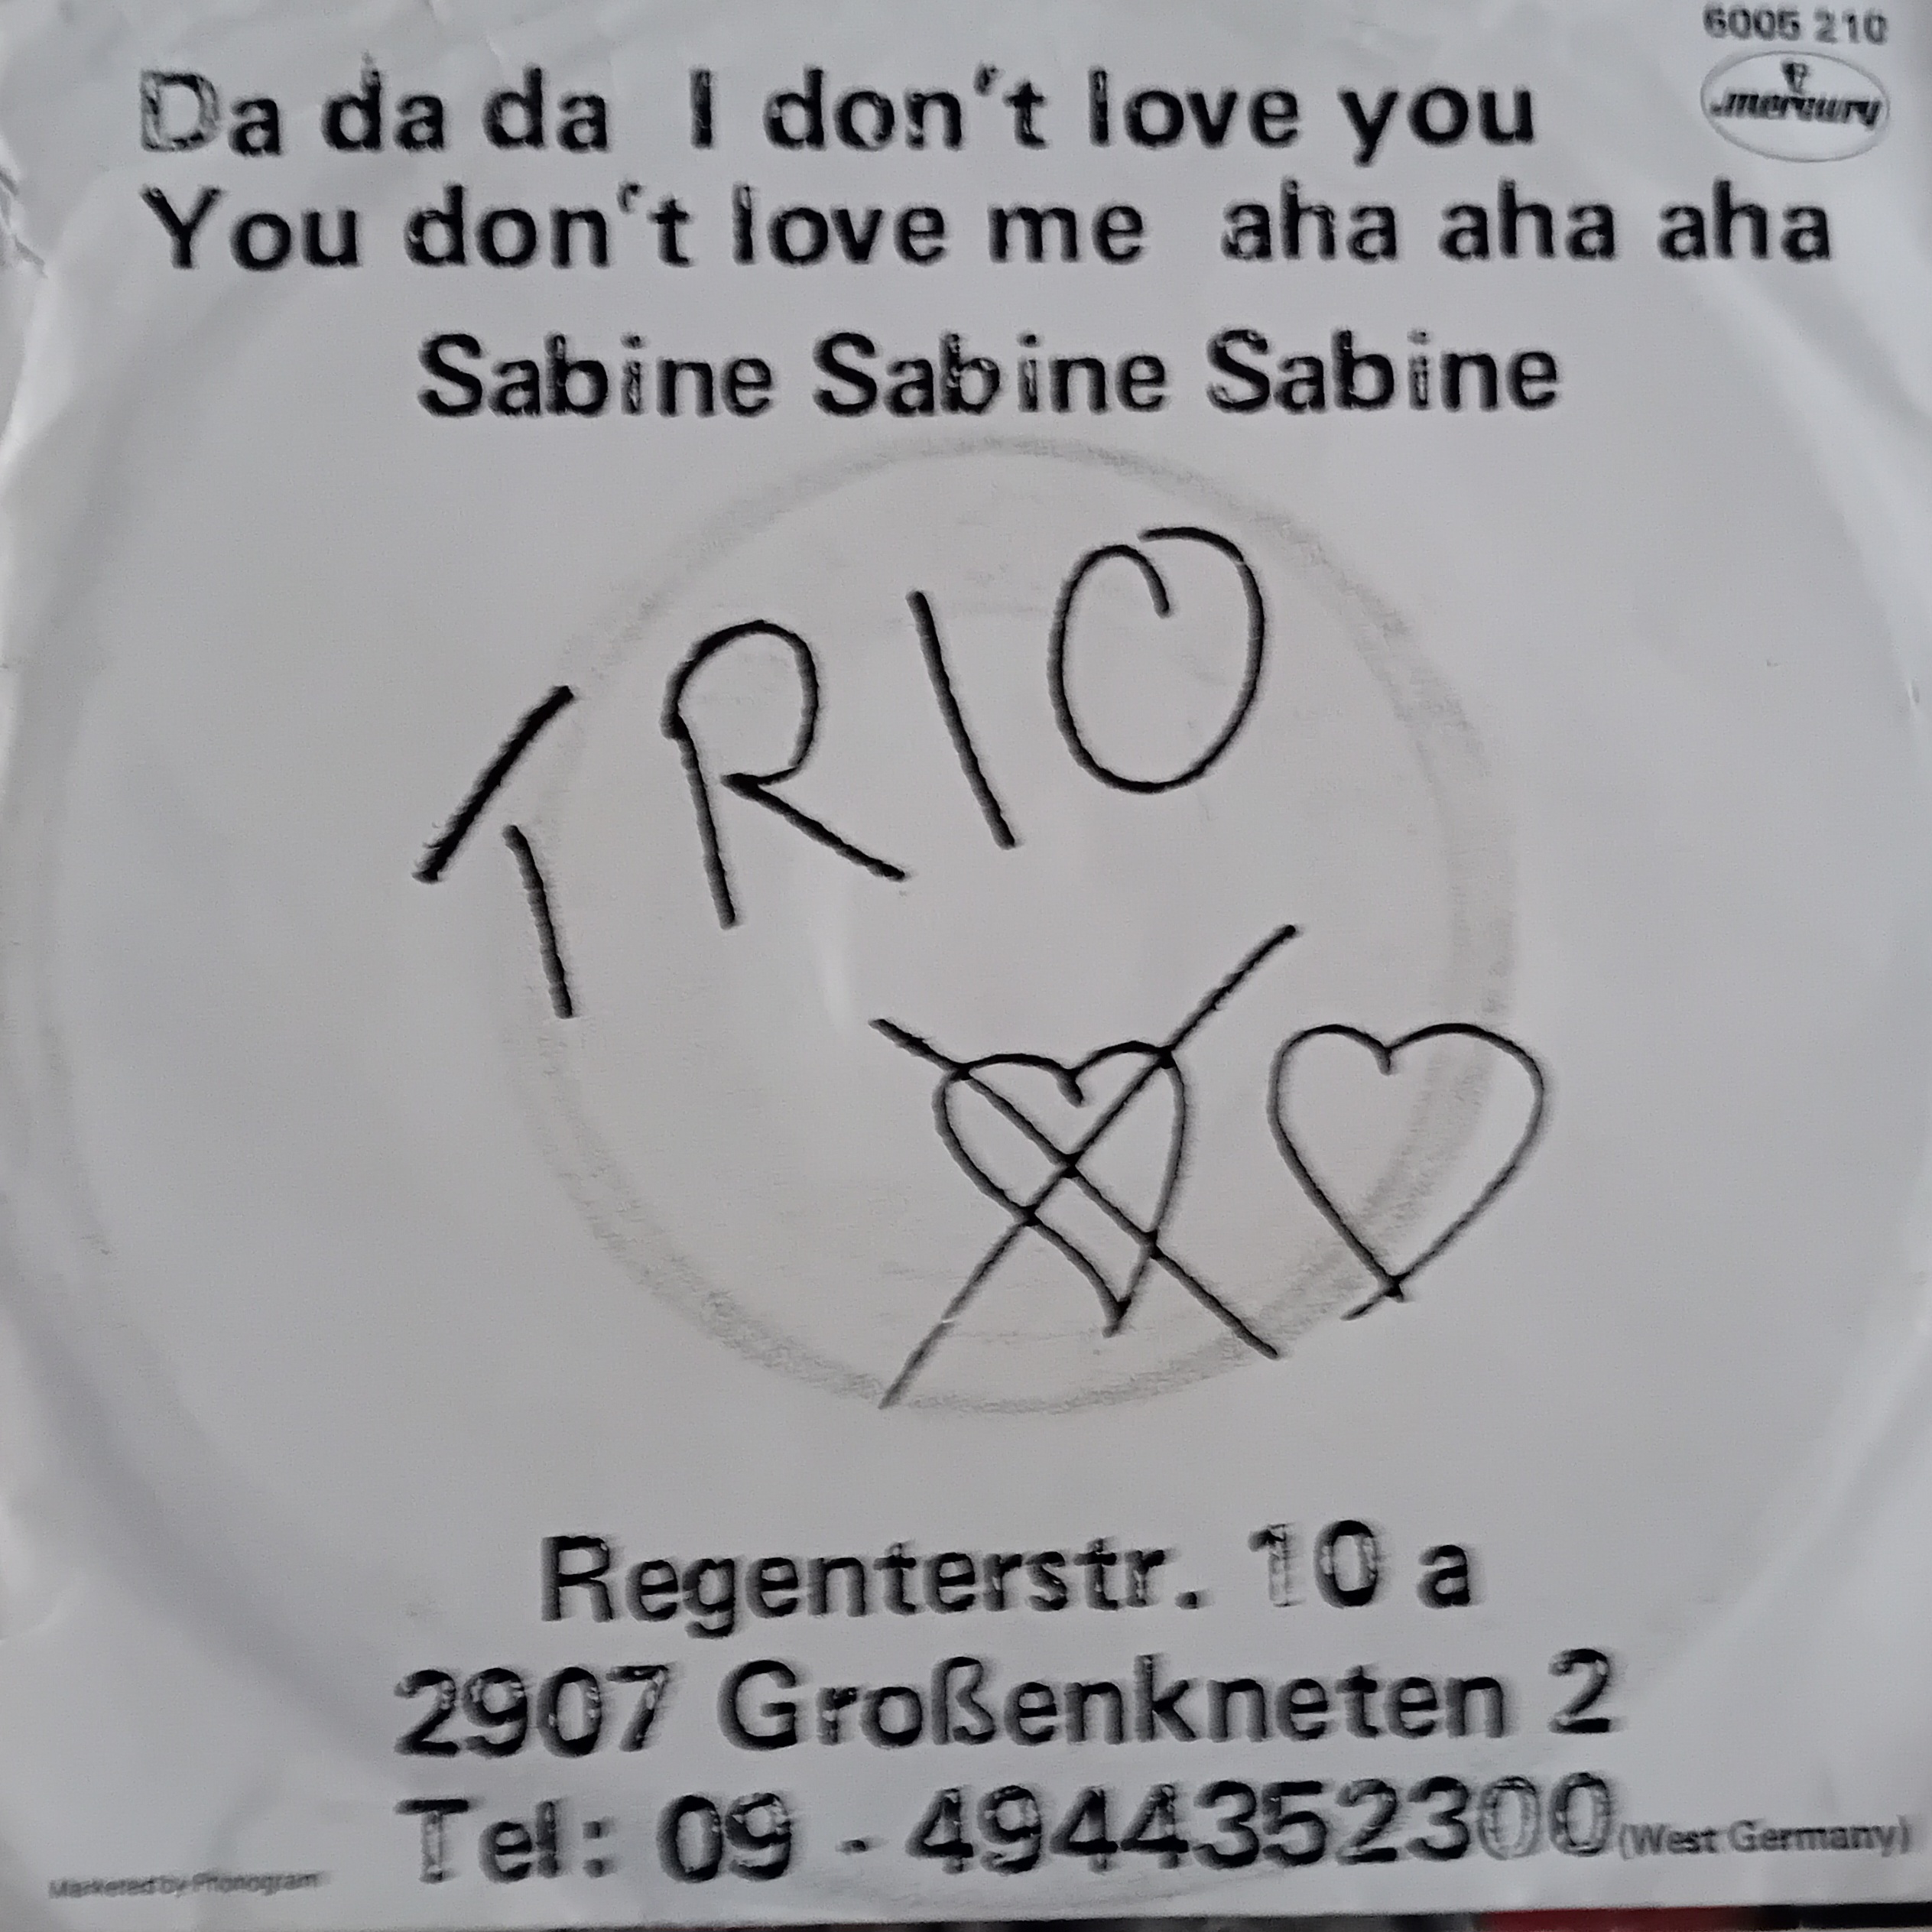 6005 210
mercury
Da da da I don't love you
You don't love me aha aha aha
Sabine Sabine Sabine
TRIO
Regenterstr. 10 a
2907 Großenkneten 2
Tel: 09 - 4944352300 (West Germany)
Marketed by Phonogram